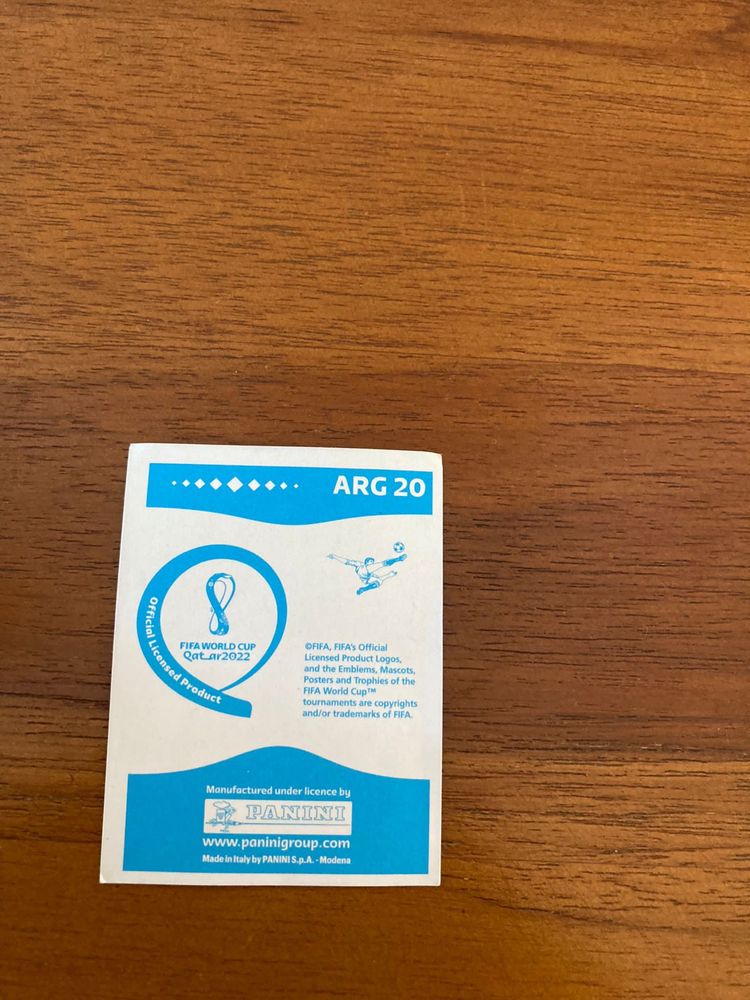 ARG 20
Official Licensed Product
FIFA WORLD CUP
Qatar2022
©FIFA, FIFA's Official
Licensed Product Logos,
and the Emblems, Mascots,
Posters and Trophies of the
FIFA World Cup™
tournaments are copyrights
and/or trademarks of FIFA.
Manufactured under licence by
PANINI
www.paninigroup.com
Made in Italy by PANINI S.p.A. - Modena